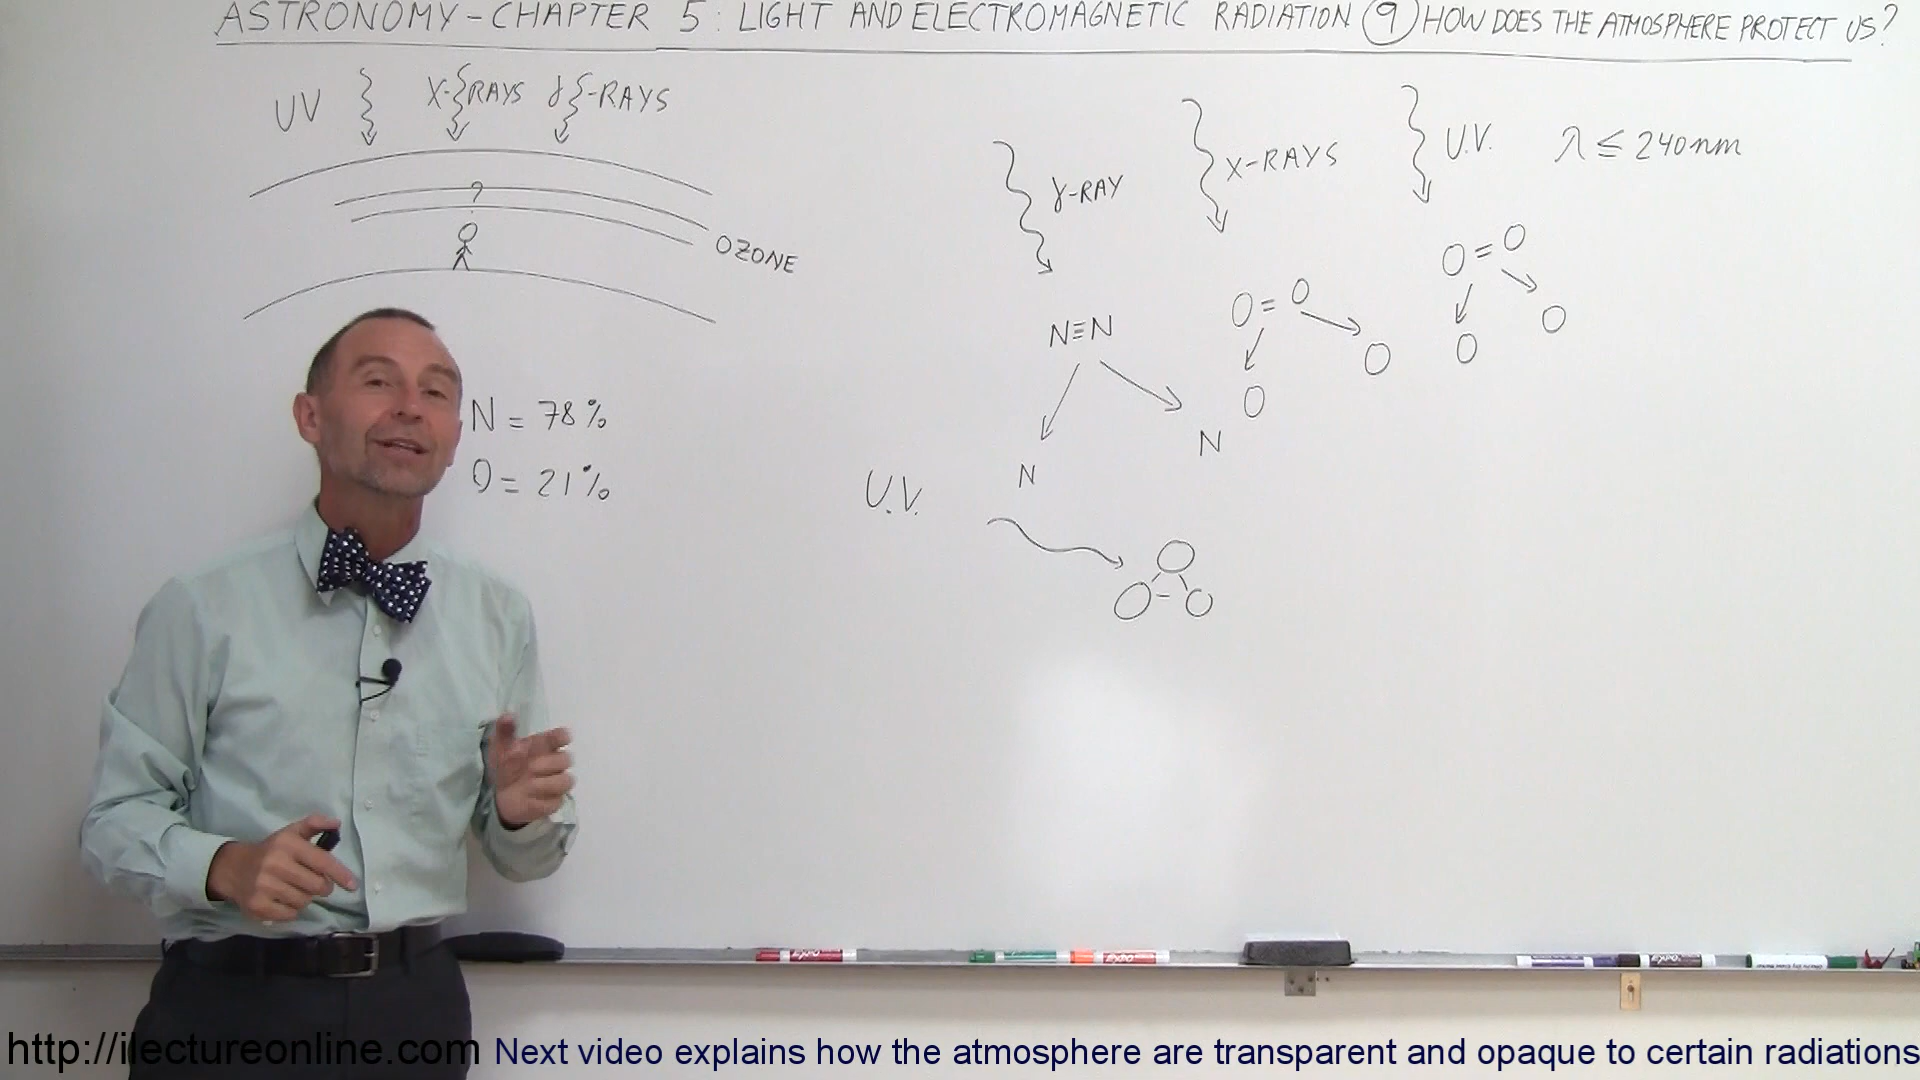 ASTRONOMY - CHAPTER 5: LIGHT AND ELECTROMAGNETIC RADIATION 9 HOW DOES THE ATMOSPHERE PROTECT US?
UV X-RAYS γ-RAYS
?
OZONE
N = 78%
O = 21%
γ-RAY
X-RAYS
U.V. λ ≤ 240nm
N≡N
N N
O=O
O O
O=O
O O
U.V.
O
O-O
http://ilectureonline.com Next video explains how the atmosphere are transparent and opaque to certain radiations